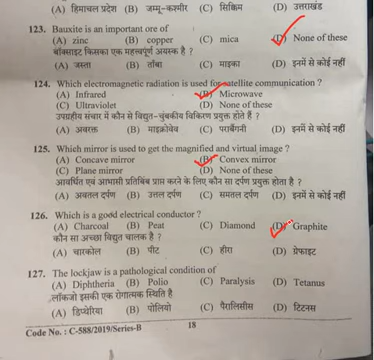 (A) हिमाचल प्रदेश (B) जम्मू-कश्मीर (C) सिक्किम (D) उत्तराखंड
123. Bauxite is an important ore of
(A) zinc (B) copper (C) mica (D) None of these
बॉक्साइट किसका एक महत्त्वपूर्ण अयस्क है ?
(A) जस्ता (B) ताँबा (C) माइका (D) इनमें से कोई नहीं
124. Which electromagnetic radiation is used for satellite communication ?
(A) Infrared (B) Microwave
(C) Ultraviolet (D) None of these
उपग्रहीय संचार में कौन से विद्युत-चुंबकीय विकिरण प्रयुक्त होते हैं ?
(A) अवरक्त (B) माइक्रोवेव (C) पराबैंगनी (D) इनमें से कोई नहीं
125. Which mirror is used to get the magnified and virtual image ?
(A) Concave mirror (B) Convex mirror
(C) Plane mirror (D) None of these
आवर्धित एवं आभासी प्रतिबिंब प्राप्त करने के लिए कौन सा दर्पण प्रयुक्त होता है ?
(A) अवतल दर्पण (B) उत्तल दर्पण (C) समतल दर्पण (D) इनमें से कोई नहीं
126. Which is a good electrical conductor ?
(A) Charcoal (B) Peat (C) Diamond (D) Graphite
कौन सा अच्छा विद्युत चालक है ?
(A) चारकोल (B) पीट (C) हीरा (D) ग्रेफाइट
127. The lockjaw is a pathological condition of
(A) Diphtheria (B) Polio (C) Paralysis (D) Tetanus
लॉकजो इसकी एक रोगात्मक स्थिति है
(A) डिप्थेरिया (B) पोलियो (C) पैरालिसीस (D) टिटनस
18
Code No. : C-588/2019/Series-B